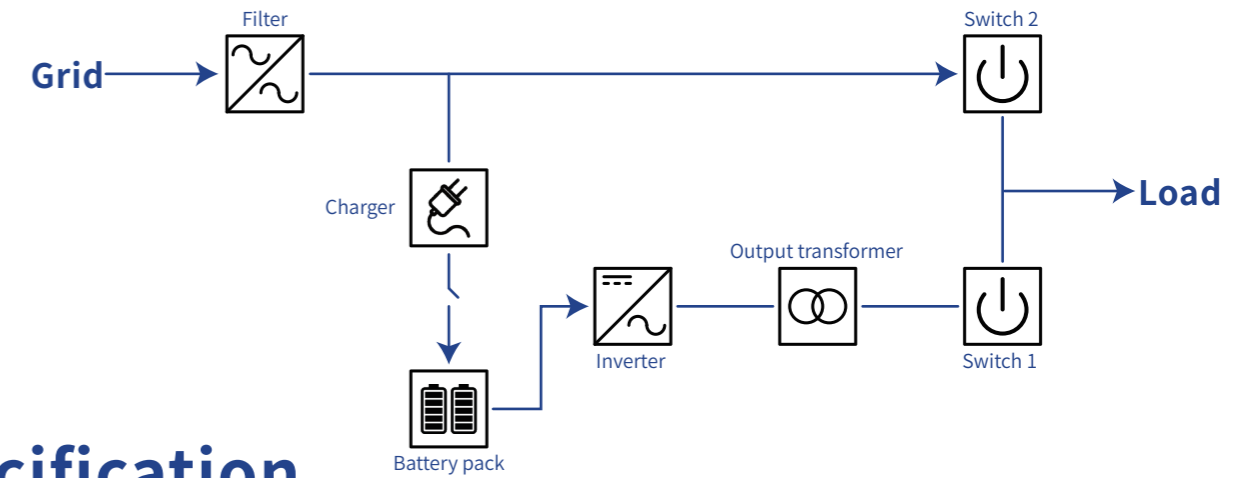 Filter
Switch 2
Grid
Charger
Load
Output transformer
Inverter
Switch 1
Battery pack
cification